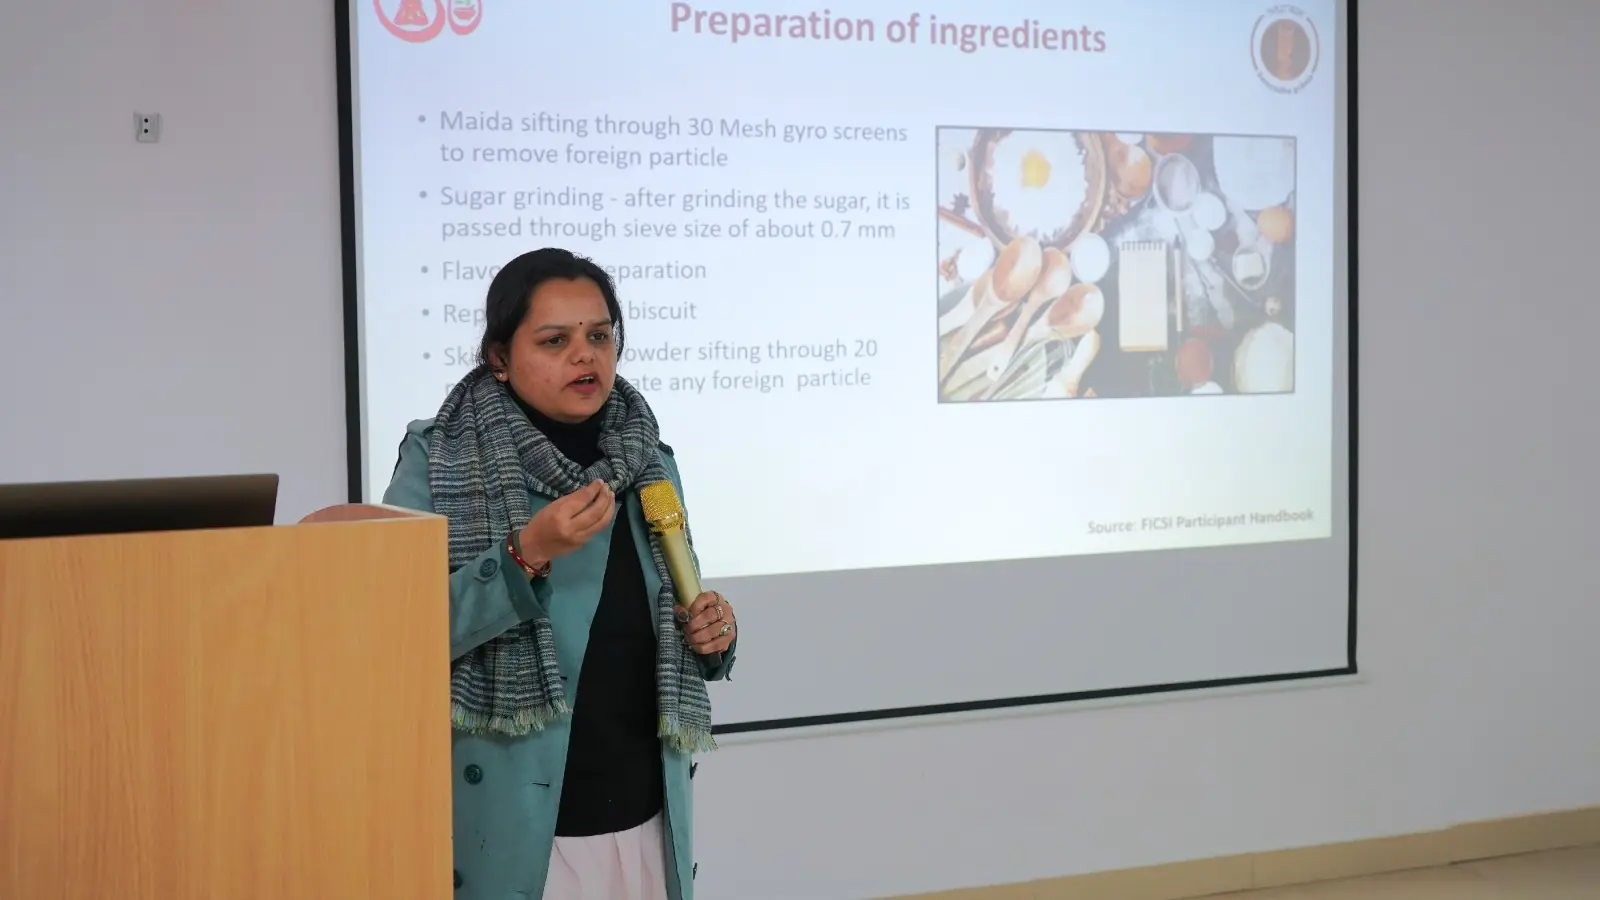 Preparation of ingredients
• Maida sifting through 30 Mesh gyro screens
to remove foreign particle
• Sugar grinding - after grinding the sugar, it is
passed through sieve size of about 0.7 mm
• Flavo eparation
• Rep biscuit
• Ski owder sifting through 20
ate any foreign particle
Source: FICSI Participant Handbook